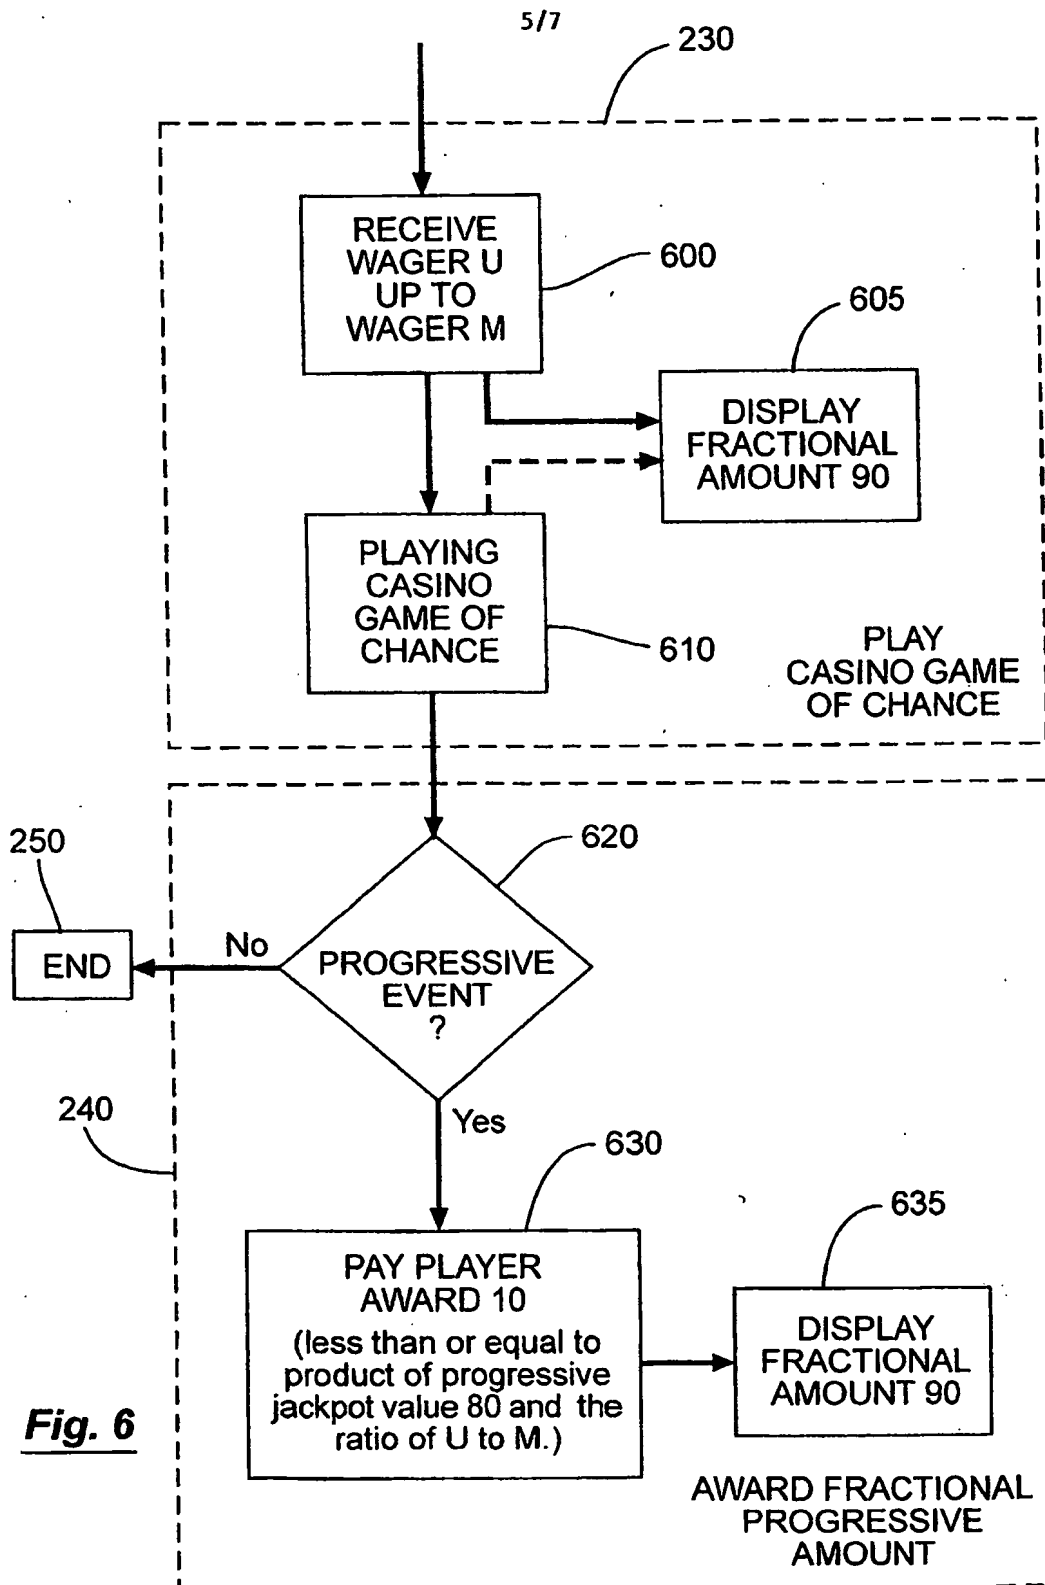 5/7
230
RECEIVE
WAGER U
UP TO
WAGER M
600
605
DISPLAY
FRACTIONAL
AMOUNT 90
PLAYING
CASINO
GAME OF
CHANCE
610
PLAY
CASINO GAME
OF CHANCE
250
620
END
No
PROGRESSIVE
EVENT
?
240
Yes
630
635
PAY PLAYER
AWARD 10
(less than or equal to
product of progressive
jackpot value 80 and the
ratio of U to M.)
DISPLAY
FRACTIONAL
AMOUNT 90
Fig. 6
AWARD FRACTIONAL
PROGRESSIVE
AMOUNT